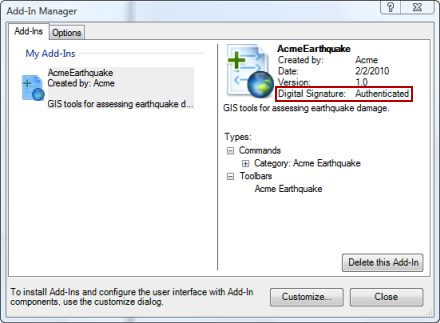 Add-In Manager
Add-Ins
Options
My Add-Ins
AcmeEarthquake
Created by: Acme
GIS tools for assessing earthquake d...
AcmeEarthquake
Created by: Acme
Date: 2/2/2010
Version: 1.0
Digital Signature: Authenticated
GIS tools for assessing earthquake damage.
Types:
Commands
Category: Acme Earthquake
Toolbars
Acme Earthquake
Delete this Add-In
To install Add-Ins and configure the user interface with Add-In
components, use the customize dialog.
Customize...
Close